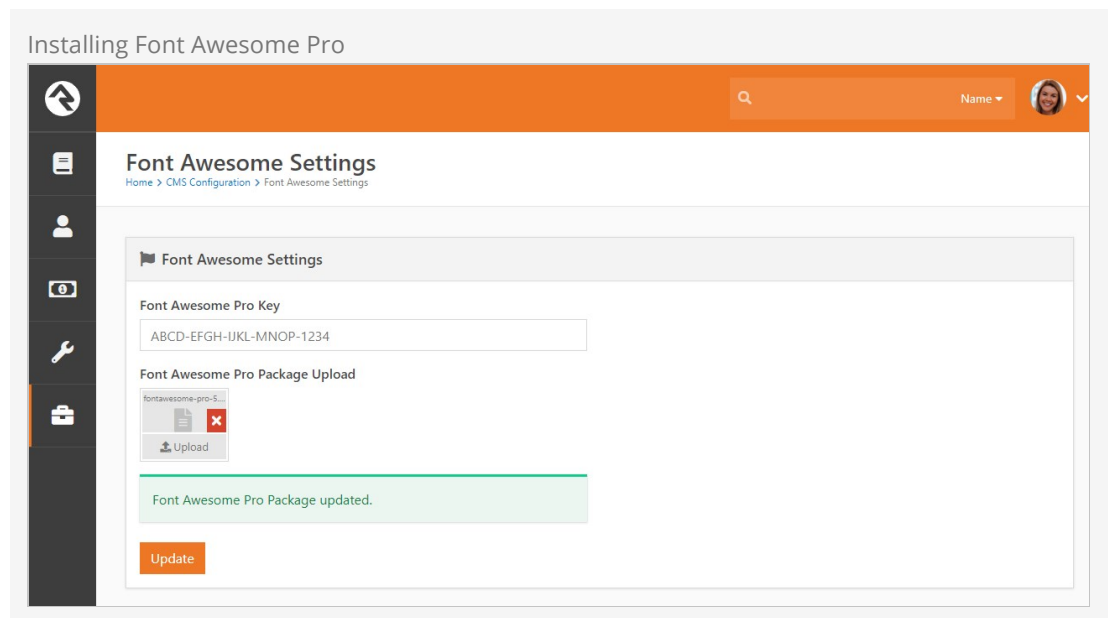 Installing Font Awesome Pro
Name
Font Awesome Settings
Home > CMS Configuration > Font Awesome Settings
Font Awesome Settings
Font Awesome Pro Key
ABCD-EFGH-IJKL-MNOP-1234
Font Awesome Pro Package Upload
fontawesome-pro-5...
Upload
Font Awesome Pro Package updated.
Update